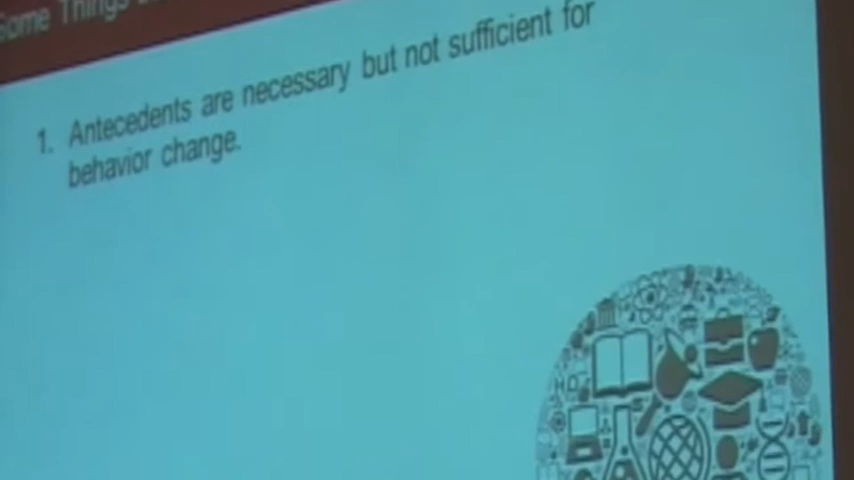 Some Things
1. Antecedents are necessary but not sufficient for
behavior change.